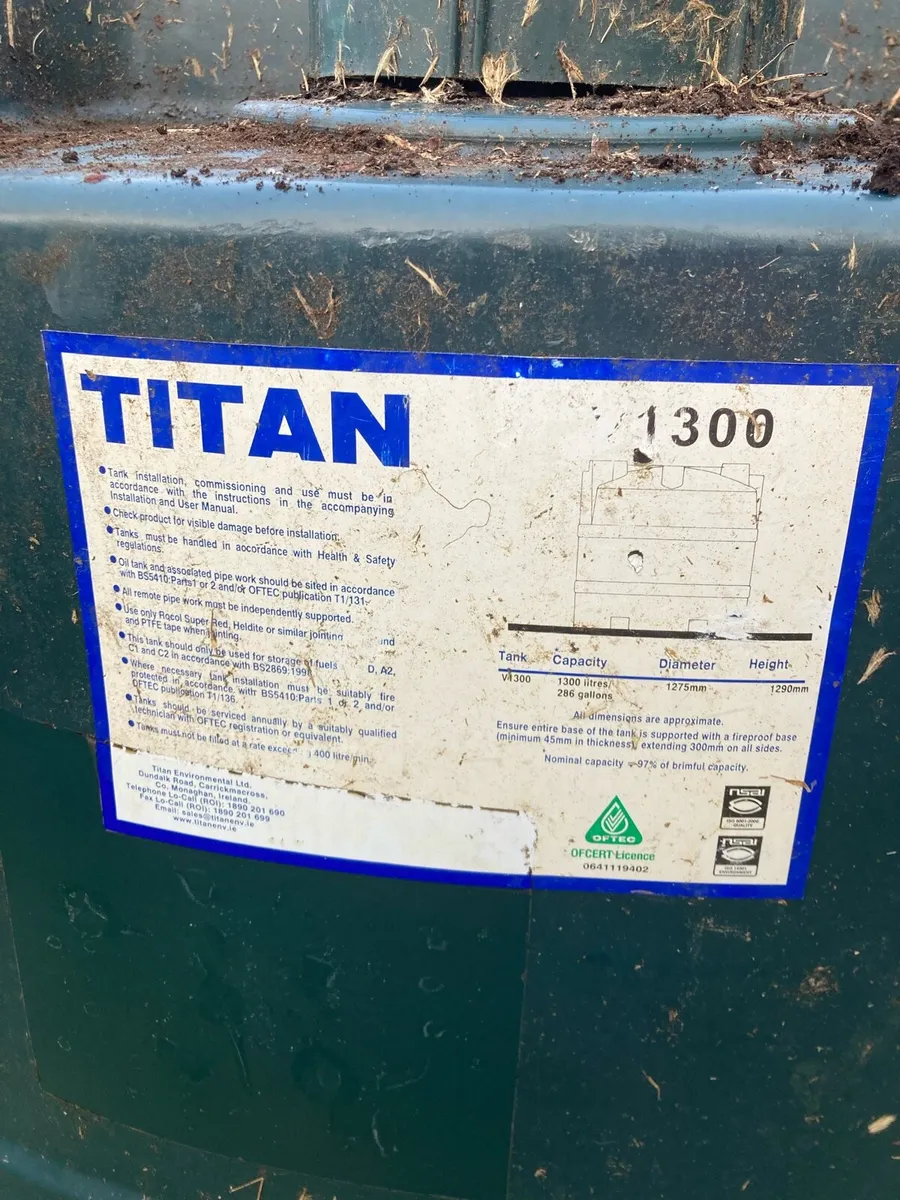 TITAN
1300
Tank installation, commissioning and use must be in
accordance with the instructions in the accompanying
Installation and User Manual.
Check product for visible damage before installation.
Tanks must be handled in accordance with Health & Safety
regulations.
Oil tank and associated pipe work should be sited in accordance
with BS5410:Parts1 or 2 and/or OFTEC publication T1/131.
All remote pipe work must be independently supported.
Use only Rocol Super Red, Heldite or similar jointing
and PTFE tape when jointing.
This tank should only be used for storage of fuels D, A2,
C1 and C2 in accordance with BS2869:199
Where necessary tank installation must be suitably fire
protected in accordance with BS5410:Parts 1 or 2 and/or
OFTEC publication T1/136.
Tanks should be serviced annually by a suitably qualified
technician with OFTEC registration or equivalent.
Tanks must not be filled at a rate 400 litre/min.
Titan Environmental Ltd.
Dundalk Road, Carrickmacross,
Co. Monaghan, Ireland.
Telephone Lo-Call (ROI): 1890 201 690
Fex Lo-Call (ROI): 1890 201 699
Email: sales@titanenv.ie
www.titanenv.ie
Tank Capacity Diameter Height
V1300 1300 litres/ 1275mm 1290mm
286 gallons
All dimensions are approximate.
Ensure entire base of the tank is supported with a fireproof base
(minimum 45mm in thickness), extending 300mm on all sides.
Nominal capacity = 97% of brimful capacity.
OFTEC
OFCERT Licence
0641119402
nsai
ISO 9001:2000
QUALITY
nsai
ENVIRONMENT